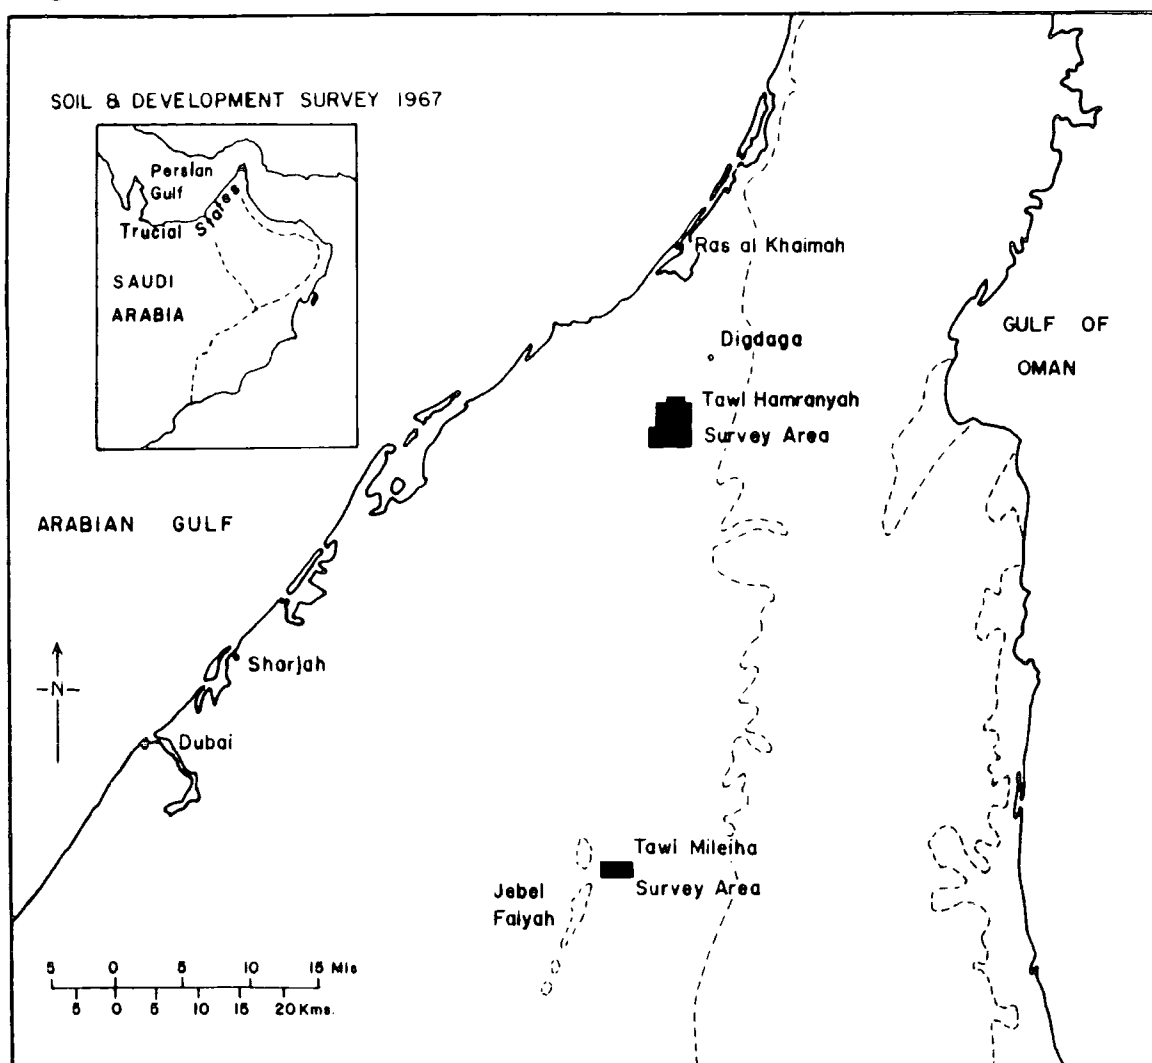 SOIL & DEVELOPMENT SURVEY 1967
Persian
Gulf
Trucial States
SAUDI
ARABIA
Ras al Khaimah
Digdaga
GULF OF
OMAN
Tawi Hamranyah
Survey Area
ARABIAN GULF
-N-
Sharjah
Dubai
Tawi Mileiha
Survey Area
Jebel
Faiyah
5 0 5 10 15 Mls
5 0 5 10 15 20 Kms.